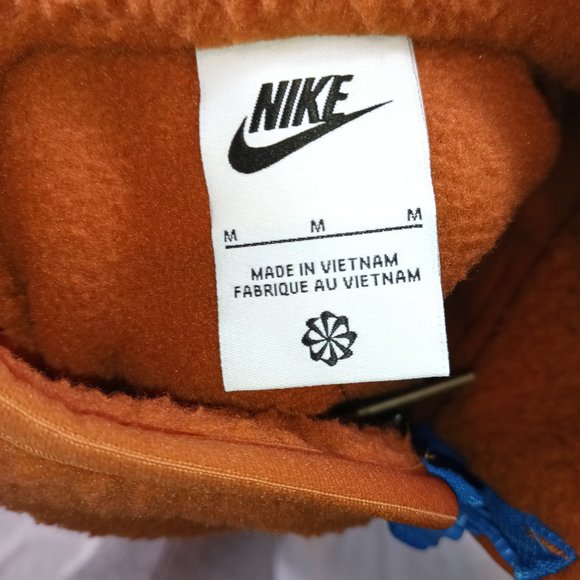 NIKE
M M M
MADE IN VIETNAM
FABRIQUE AU VIETNAM